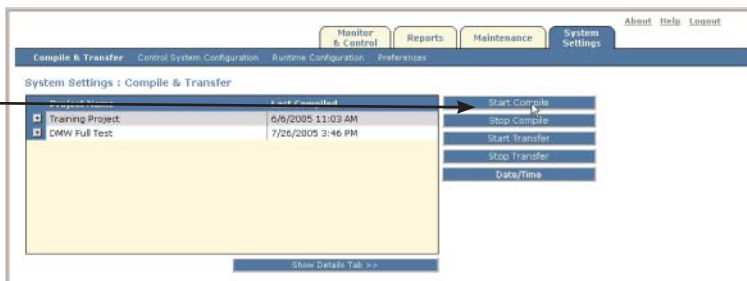 About Help Logout
Monitor & Control
Reports
Maintenance
System Settings
Compile & Transfer Control System Configuration Runtime Configuration Preferences
System Settings : Compile & Transfer
Project Name Last Compiled
Training Project 6/6/2005 11:03 AM
DMW Full Test 7/26/2005 3:46 PM
Start Compile
Stop Compile
Start Transfer
Stop Transfer
Date/Time
Show Details Tab >>